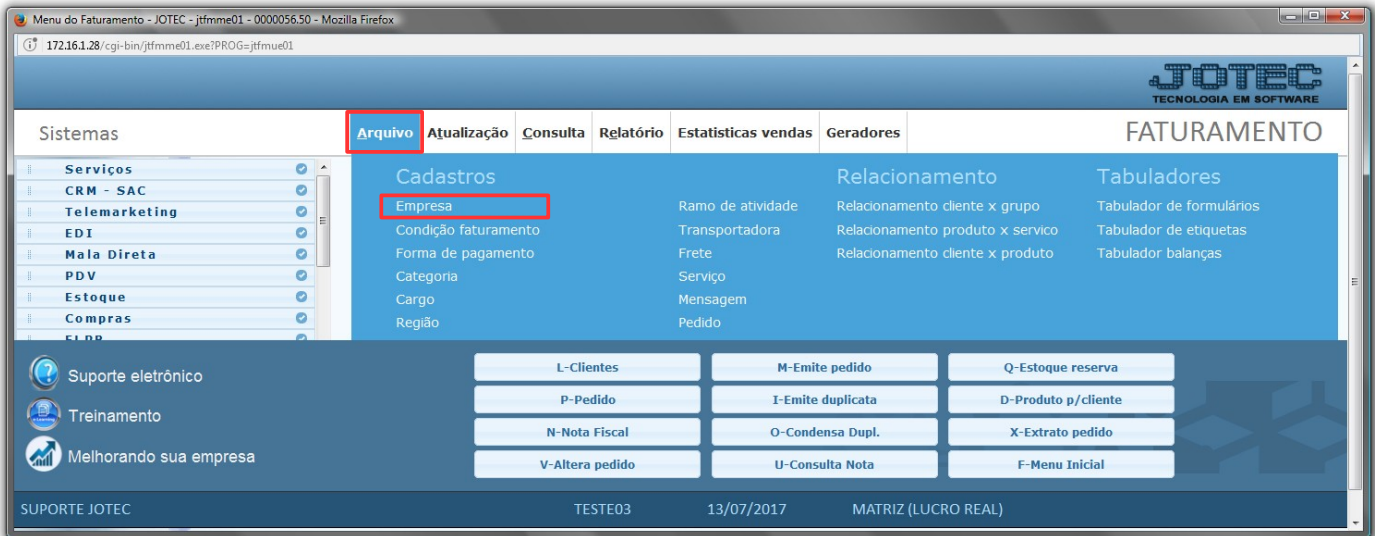 Menu do Faturamento - JOTEC - jtfmme01 - 0000056.50 - Mozilla Firefox
172.16.1.28/cgi-bin/jtfmme01.exe?PROG=jtfmue01
JOTEC
TECNOLOGIA EM SOFTWARE
Sistemas
Arquivo Atualização Consulta Relatório Estatisticas vendas Geradores
FATURAMENTO
Serviços
CRM - SAC
Telemarketing
EDI
Mala Direta
PDV
Estoque
Compras
Cadastros
Empresa
Condição faturamento
Forma de pagamento
Categoria
Cargo
Região
Ramo de atividade
Transportadora
Frete
Serviço
Mensagem
Pedido
Relacionamento
Relacionamento cliente x grupo
Relacionamento produto x servico
Relacionamento cliente x produto
Tabuladores
Tabulador de formulários
Tabulador de etiquetas
Tabulador balanças
Suporte eletrônico
Treinamento
Melhorando sua empresa
L-Clientes M-Emite pedido Q-Estoque reserva
P-Pedido I-Emite duplicata D-Produto p/cliente
N-Nota Fiscal O-Condensa Dupl. X-Extrato pedido
V-Altera pedido U-Consulta Nota F-Menu Inicial
SUPORTE JOTEC TESTE03 13/07/2017 MATRIZ (LUCRO REAL)